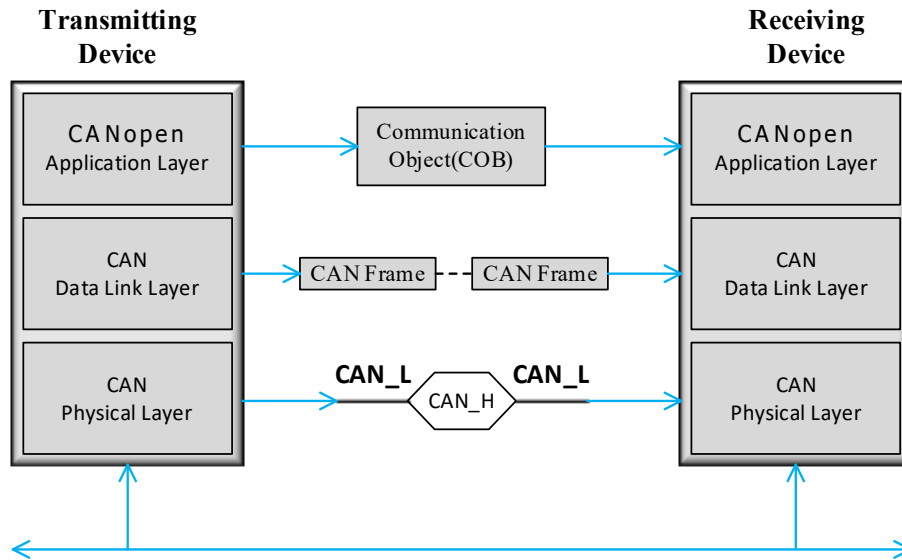 Transmitting
Device
Receiving
Device
CANopen
Application Layer
Communication
Object(COB)
CANopen
Application Layer
CAN
Data Link Layer
CAN Frame
CAN Frame
CAN
Data Link Layer
CAN
Physical Layer
CAN_L
CAN_H
CAN_L
CAN
Physical Layer